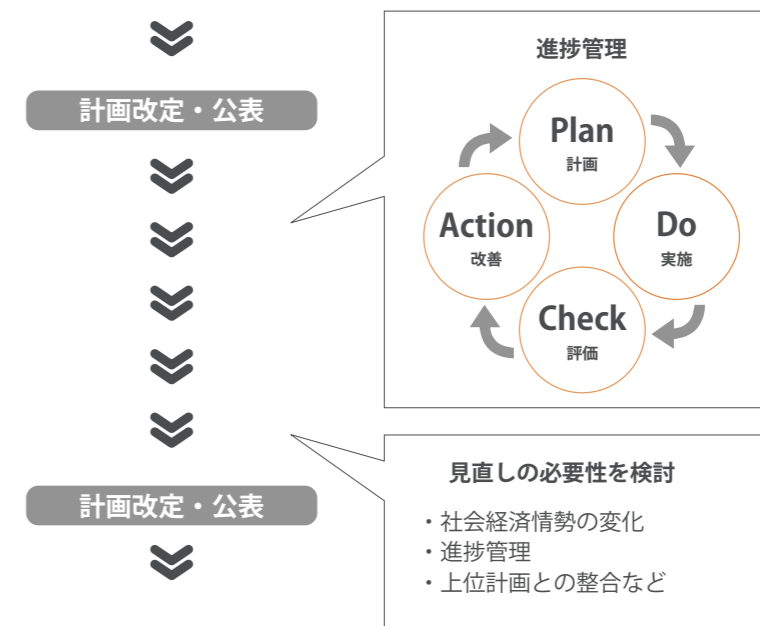 計画改定・公表
進捗管理
Plan
計画
Do
実施
Check
評価
Action
改善
計画改定・公表
見直しの必要性を検討
・社会経済情勢の変化
・進捗管理
・上位計画との整合など